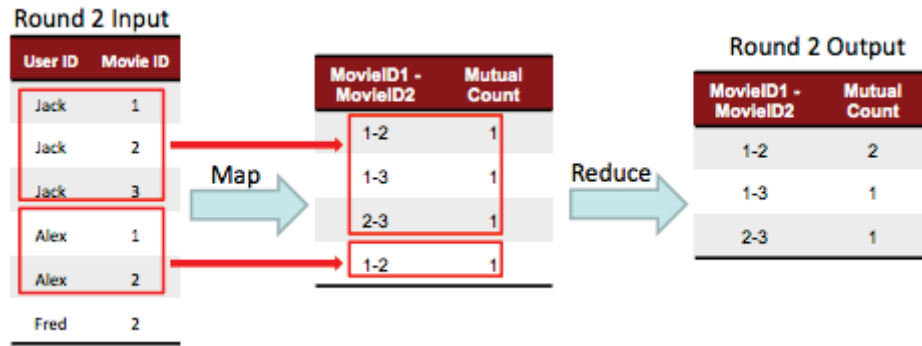 Round 2 Input
User ID Movie ID
Jack 1
Jack 2
Jack 3
Alex 1
Alex 2
Fred 2
Map
MovieID1 - Mutual
MovieID2 Count
1-2 1
1-3 1
2-3 1
1-2 1
Reduce
Round 2 Output
MovieID1 - Mutual
MovieID2 Count
1-2 2
1-3 1
2-3 1